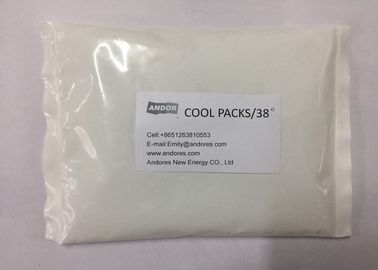 ANDOR COOL PACKS/38°
Cell:+8651263810553
E-mail:Emily@andores.com
www.andores.com
Andores New Energy CO., Ltd